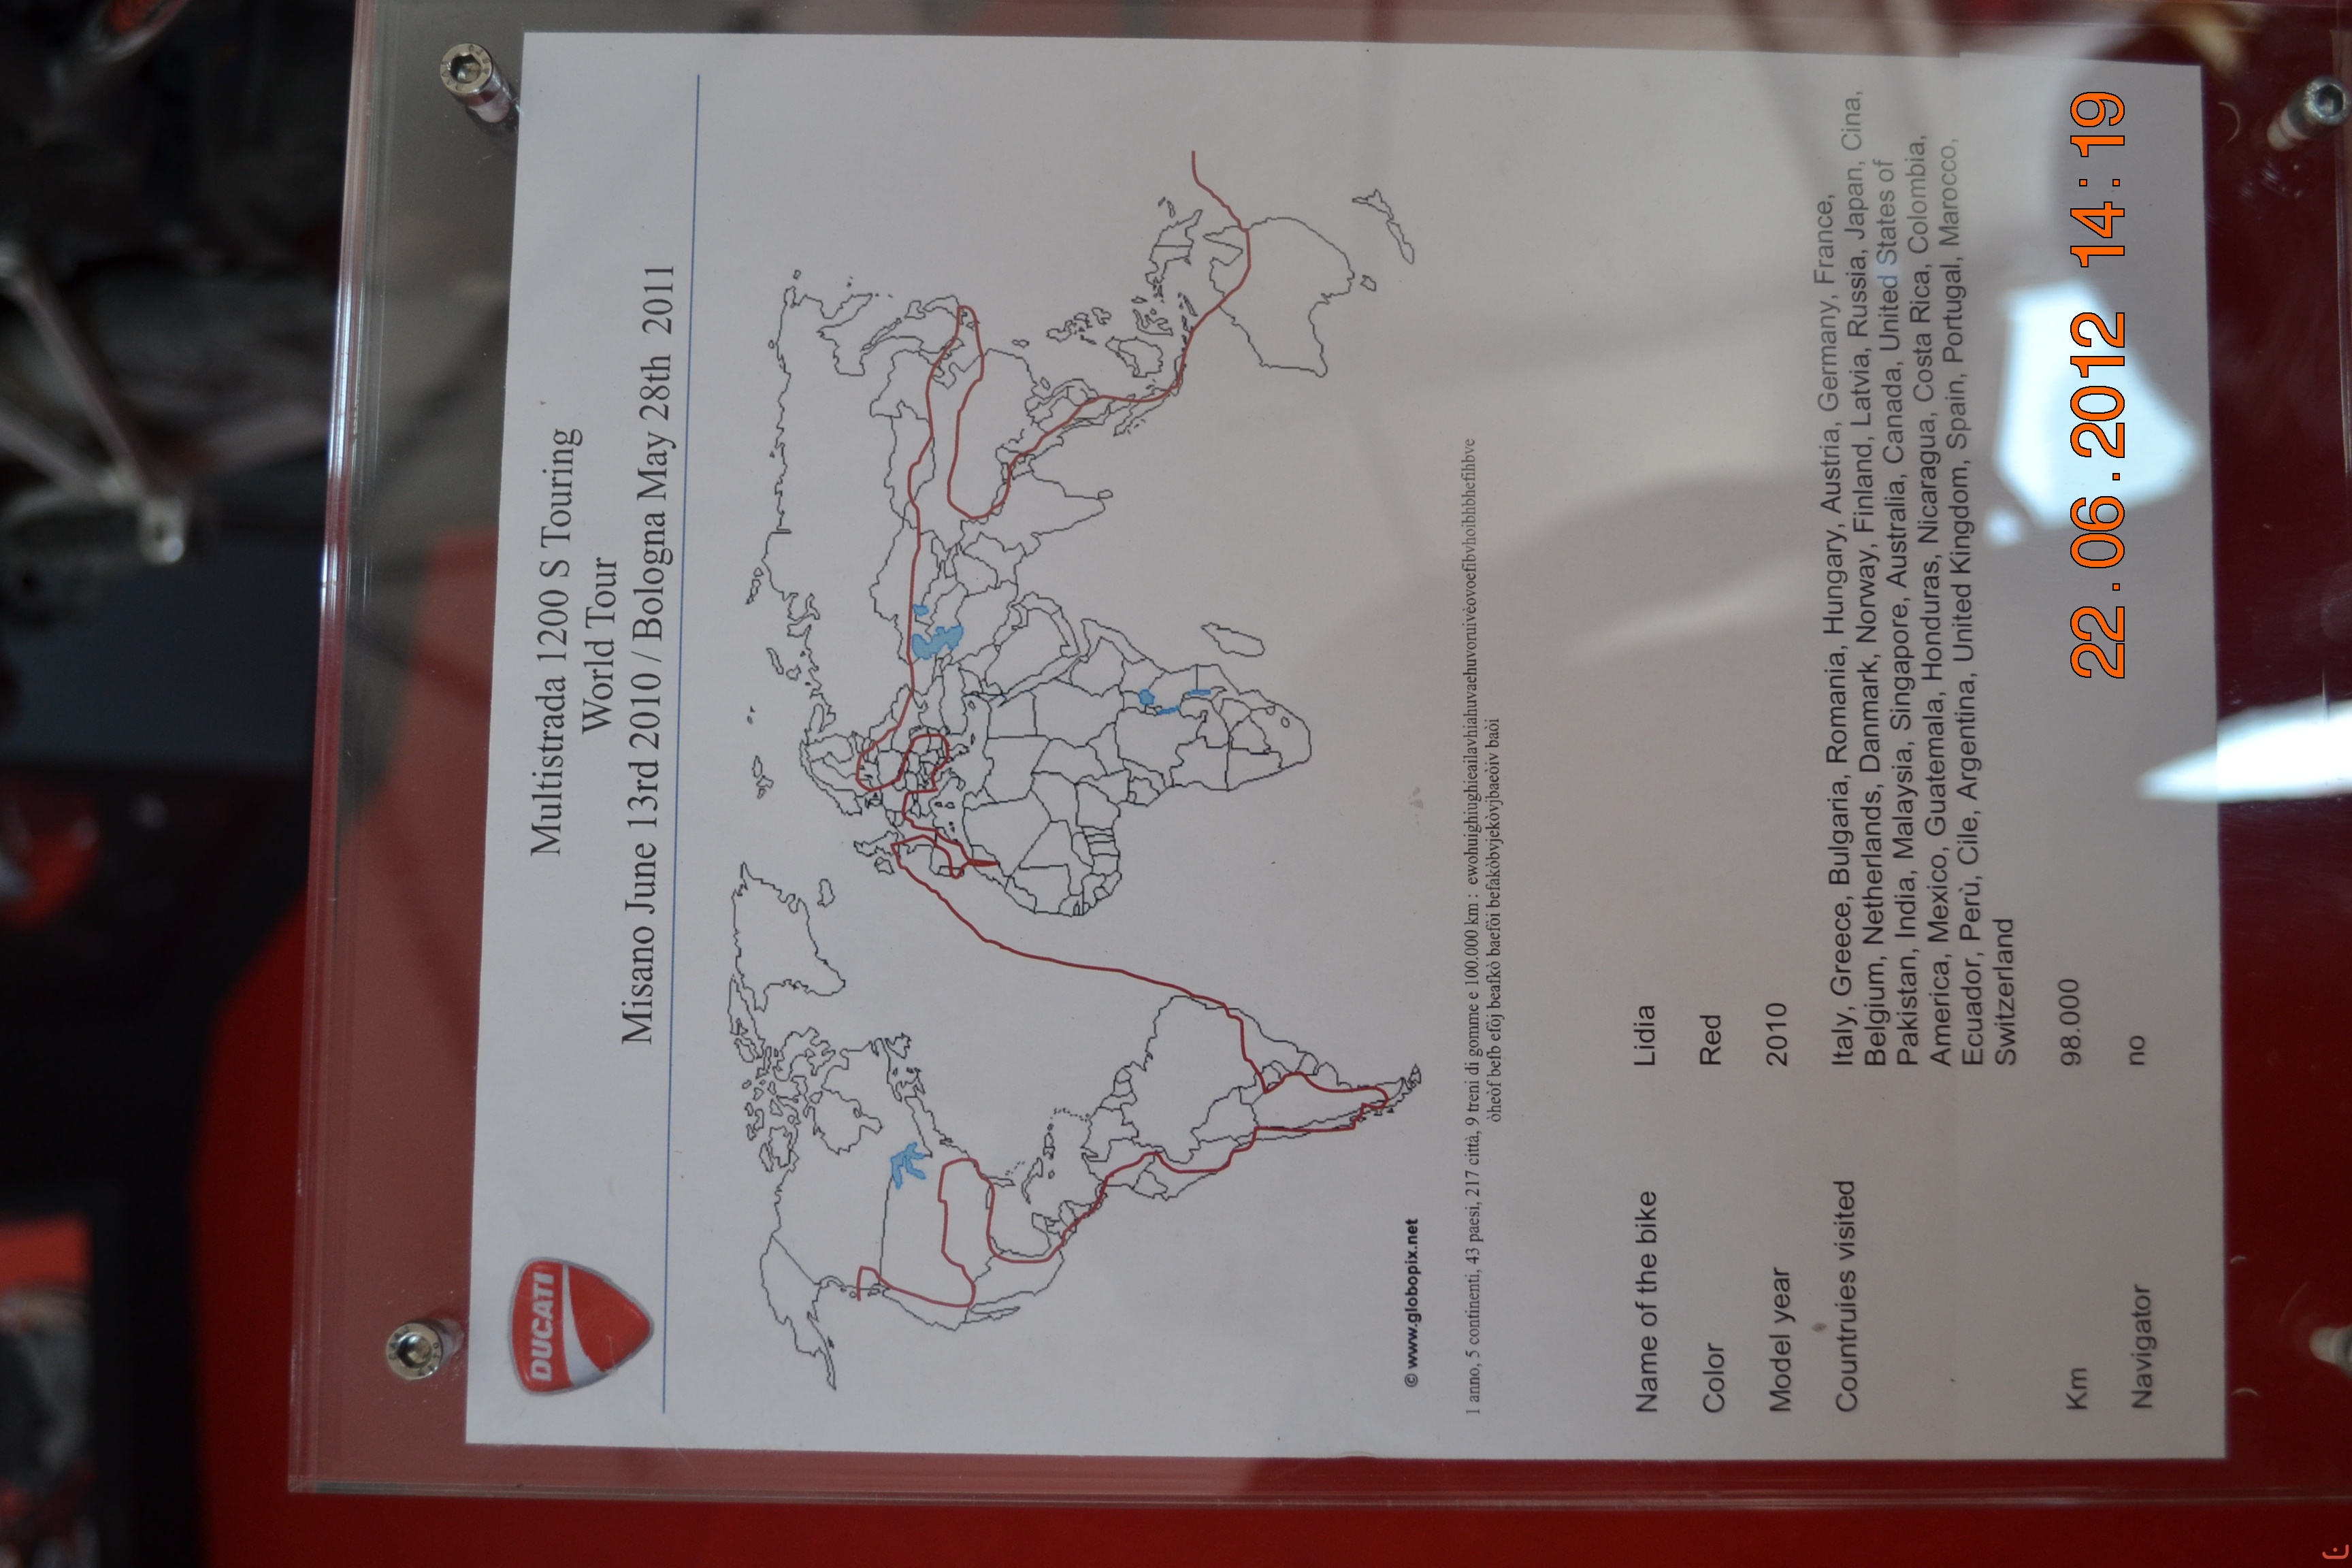 DUCATI
Multistrada 1200 S Touring
World Tour
Misano June 13rd 2010 / Bologna May 28th 2011
© www.globopix.net
1 anno, 5 continenti, 43 paesi, 217 città, 9 treni di gomme e 100.000 km :
Name of the bike Lidia
Color Red
Model year 2010
Countruies visited Italy, Greece, Bulgaria, Romania, Hungary, Austria, Germany, France,
Belgium, Netherlands, Danmark, Norway, Finland, Latvia, Russia, Japan, Cina,
Pakistan, India, Malaysia, Singapore, Australia, Canada, United States of
America, Mexico, Guatemala, Honduras, Nicaragua, Costa Rica, Colombia,
Ecuador, Perù, Cile, Argentina, United Kingdom, Spain, Portugal, Marocco,
Switzerland
Km 98.000
Navigator no
22.06.2012 14:19